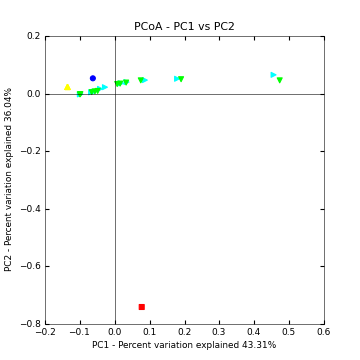 PCoA - PC1 vs PC2
0.2
0.0
−0.2
−0.4
−0.6
−0.8
PC2 - Percent variation explained 36.04%
−0.2 −0.1 0.0 0.1 0.2 0.3 0.4 0.5 0.6
PC1 - Percent variation explained 43.31%